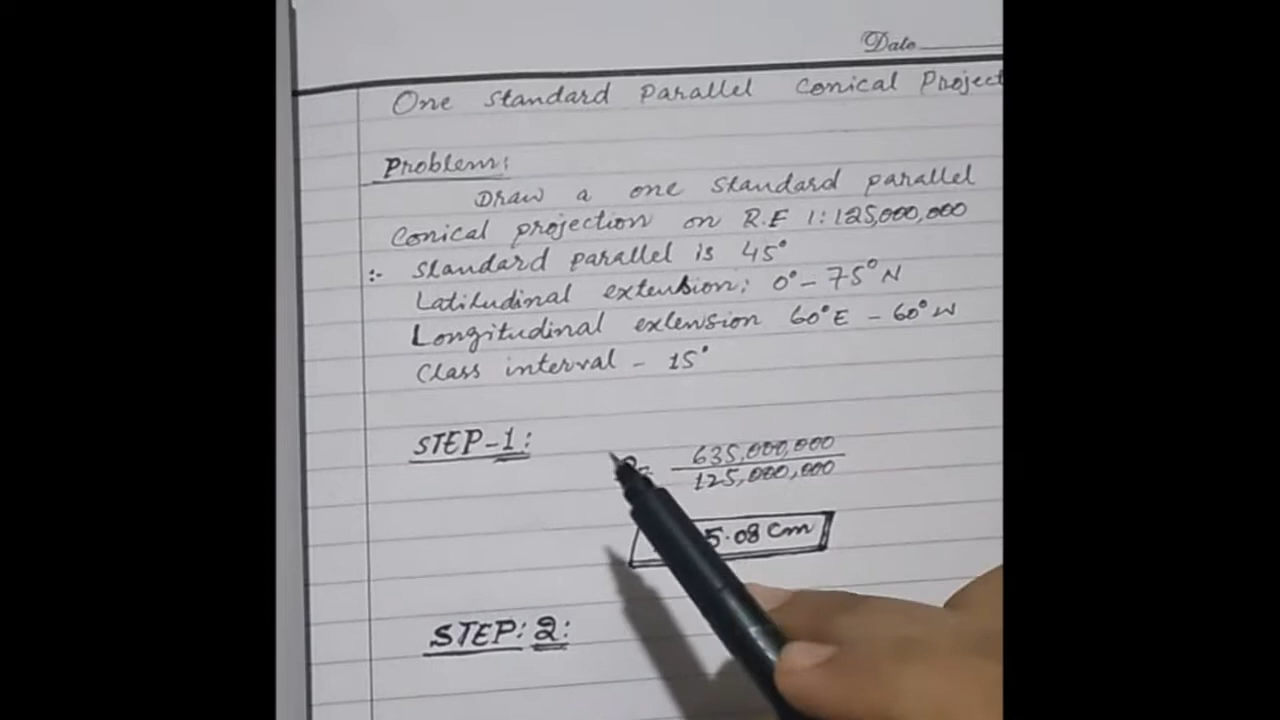 Date
One Standard Parallel Conical Project
Problem:
Draw a one standard parallel
Conical projection on R.F 1:125,000,000
:- Standard parallel is 45°
Latitudinal extension: 0° - 75° N
Longitudinal extension 60° E - 60° W
Class interval - 15°
STEP-1:
635,000,000
125,000,000
5.08 Cm
STEP: 2: